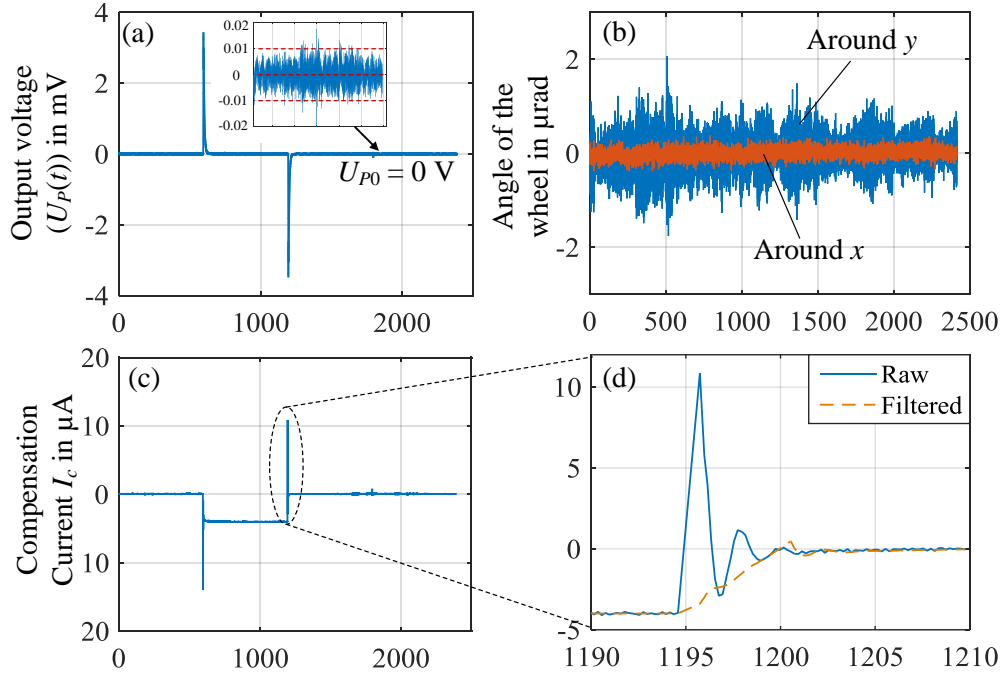 (a)
Output voltage
(U_P(t)) in mV
4
2
0
-2
-4
0
1000
2000
0.02
0.01
0
-0.01
-0.02
U_P0 = 0 V
(b)
Angle of the
wheel in µrad
2
0
-2
0
500
1000
1500
2000
2500
Around y
Around x
(c)
Compensation
Current I_c in µA
20
10
0
10
20
0
1000
2000
(d)
Raw
Filtered
10
5
0
-5
1190
1195
1200
1205
1210